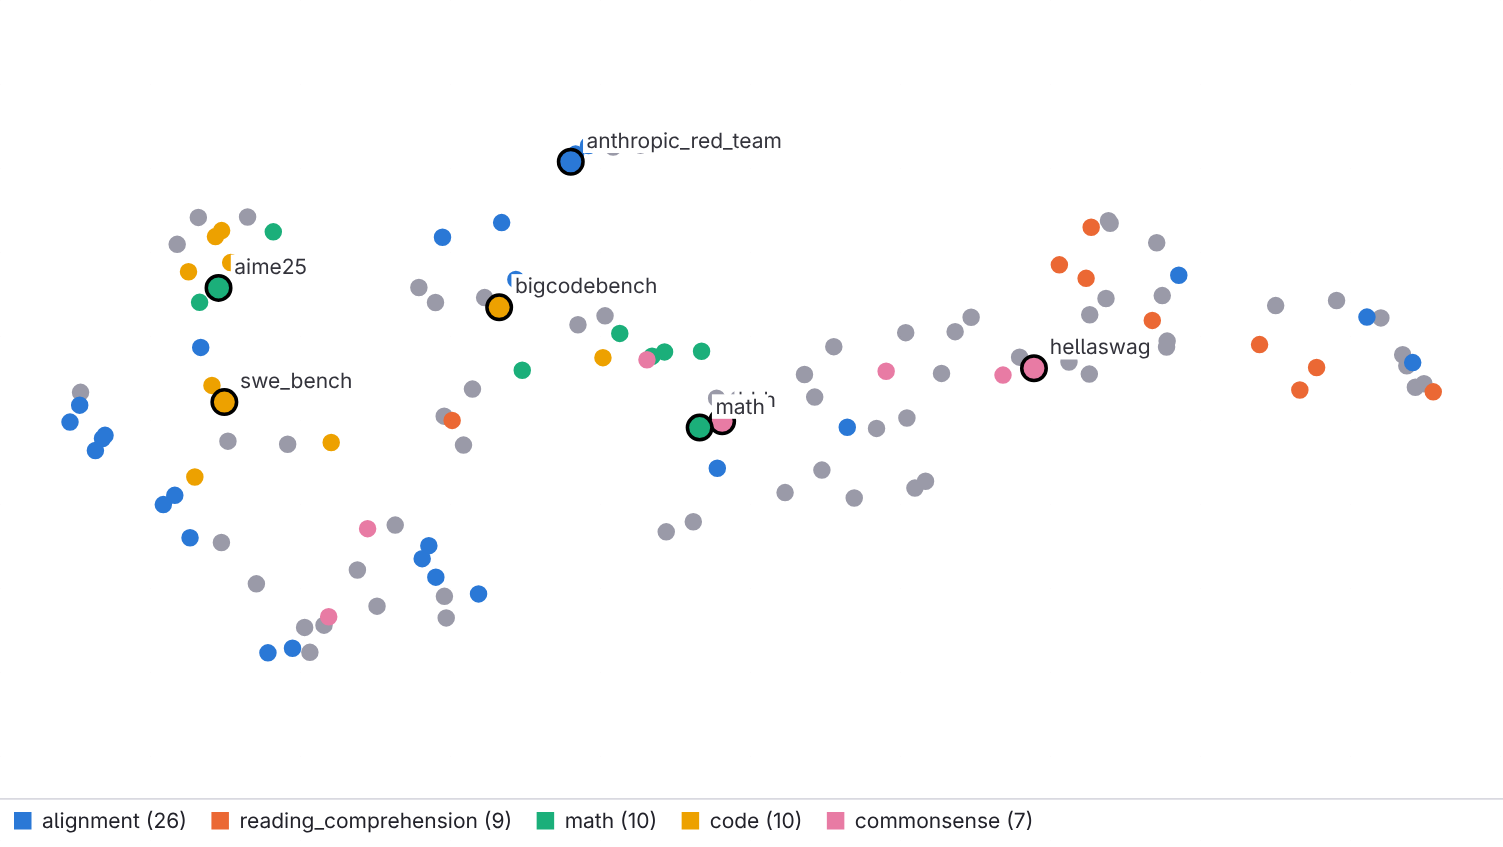 anthropic_red_team
aime25
bigcodebench
hellaswag
swe_bench
math
alignment (26)
reading_comprehension (9)
math (10)
code (10)
commonsense (7)